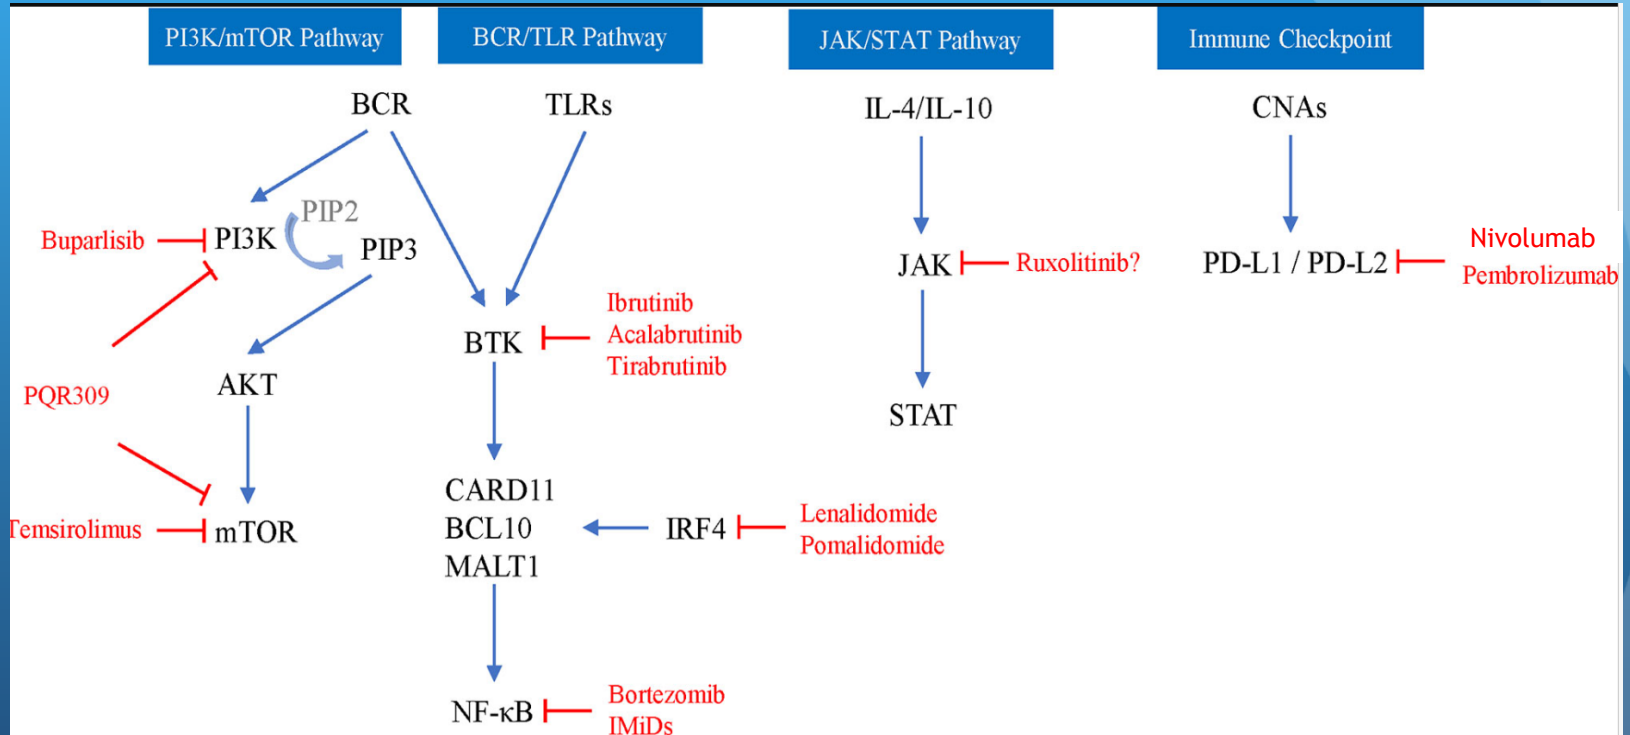 PI3K/mTOR Pathway
BCR/TLR Pathway
JAK/STAT Pathway
Immune Checkpoint
BCR
TLRs
IL-4/IL-10
CNAs
PIP2
Buparlisib
PI3K
PIP3
JAK
Ruxolitinib?
PD-L1 / PD-L2
Nivolumab
Pembrolizumab
BTK
Ibrutinib
Acalabrutinib
Tirabrutinib
PQR309
AKT
STAT
CARD11
BCL10
MALT1
IRF4
Lenalidomide
Pomalidomide
Temsirolimus
mTOR
NF-κB
Bortezomib
IMiDs